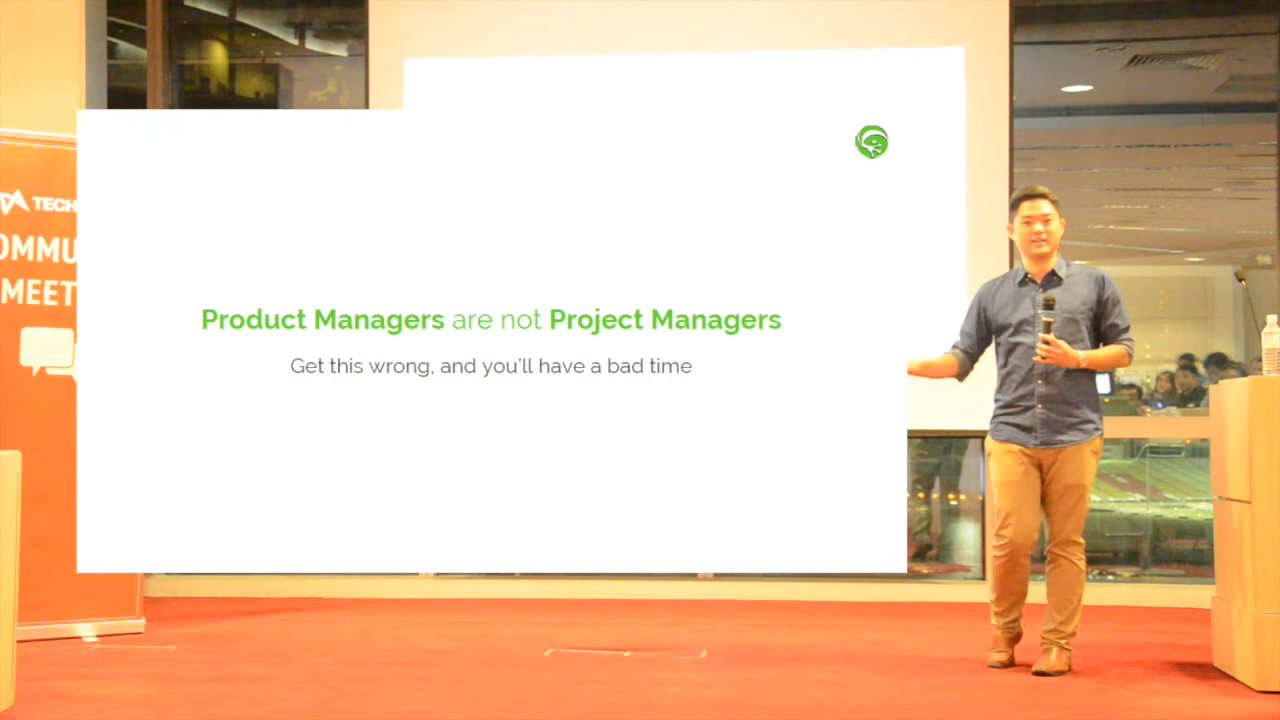 TECH
OMMU
MEET
Product Managers are not Project Managers
Get this wrong, and you'll have a bad time